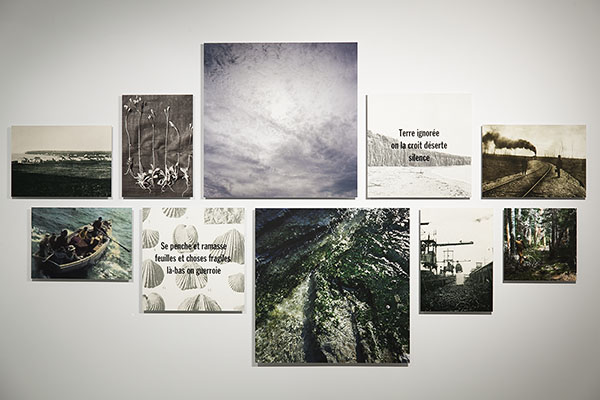 Terre ignorée
on la croit déserte
silence
Se penche et ramasse
feuilles et choses fragiles
là-bas on guerroie